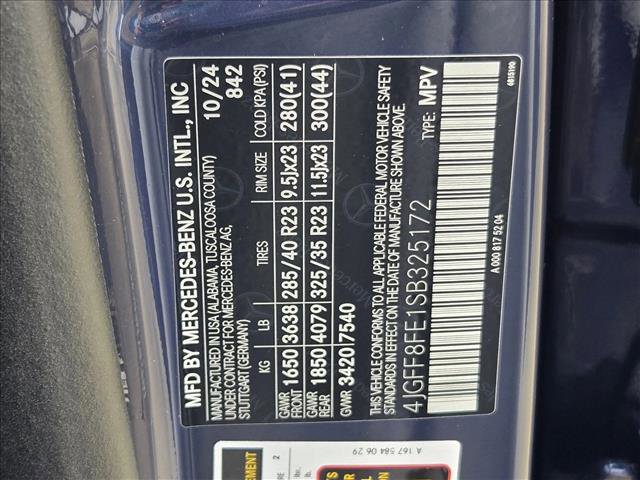 MFD BY MERCEDES-BENZ U.S. INTL., INC
MANUFACTURED IN USA (ALABAMA, TUSCALOOSA COUNTY) 10/24
UNDER CONTRACT FOR MERCEDES-BENZ AG, 842
STUTTGART (GERMANY)
KG LB TIRES RIM SIZE COLD KPA (PSI)
GAWR FRONT 1650 3638 285/40 R23 9.5Jx23 280(41)
GAWR REAR 1850 4079 325/35 R23 11.5Jx23 300(44)
GVWR 3420 7540
THIS VEHICLE CONFORMS TO ALL APPLICABLE FEDERAL MOTOR VEHICLE SAFETY
STANDARDS IN EFFECT ON THE DATE OF MANUFACTURE SHOWN ABOVE.
4JGFF8FE1SB325172 TYPE: MPV
6815190
A 000 817 52 04
A 167 584 06 29